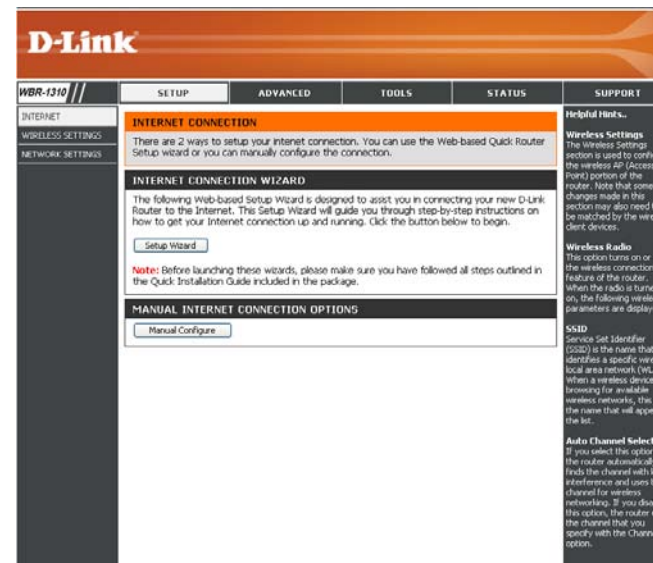 D-Link
WBR-1310
SETUP
ADVANCED
TOOLS
STATUS
SUPPORT
INTERNET
WIRELESS SETTINGS
NETWORK SETTINGS
INTERNET CONNECTION
There are 2 ways to setup your internet connection. You can use the Web-based Quick Router
Setup wizard or you can manually configure the connection.
INTERNET CONNECTION WIZARD
The following Web-based Setup Wizard is designed to assist you in connecting your new D-Link
Router to the Internet. This Setup Wizard will guide you through step-by-step instructions on
how to get your Internet connection up and running. Click the button below to begin.
Setup Wizard
Note: Before launching these wizards, please make sure you have followed all steps outlined in
the Quick Installation Guide included in the package.
MANUAL INTERNET CONNECTION OPTIONS
Manual Configure
Helpful Hints..
Wireless Settings
The Wireless Settings
section is used to
the wireless AP (Access
Point) portion of the
router. Note that some
changes made in this
section may also need
be matched by the
client devices.
Wireless Radio
This option turns on or
the wireless connection
feature of the router.
When the radio is
on, the following
parameters are
SSID
Service Set Identifier
(SSID) is the name that
identifies a specific
local area network
When a wireless device
browsing for available
wireless networks, this
the name that will
the list.
Auto Channel
If you select this option
the router
finds the channel with
interference and uses
channel for wireless
networking. If you
this option, the router
the channel that you
specify with the
option.